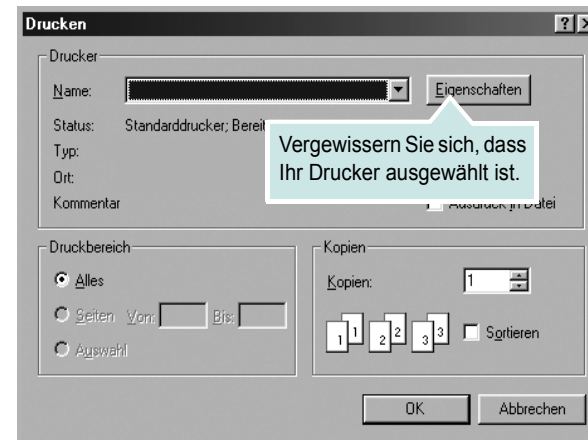 Drucken
Drucker
Name:
Eigenschaften
Status: Standarddrucker; Bereit
Vergewissern Sie sich, dass
Ihr Drucker ausgewählt ist.
Typ:
Ort:
Kommentar
Ausdruck in Datei
Druckbereich
Alles
Seiten Von: Bis:
Auswahl
Kopien
Kopien: 1
1 1 2 2 3 3
Sortieren
OK Abbrechen